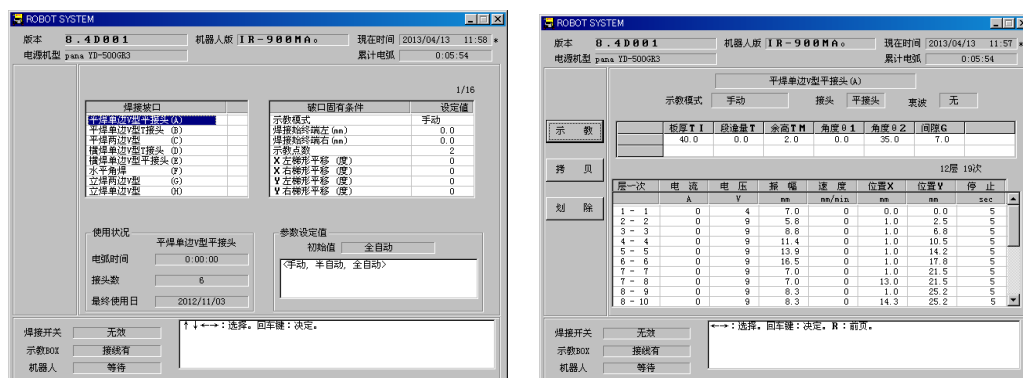 ROBOT SYSTEM
版本 8.4D001 机器人版 IR-900MA。 现在时间 2013/04/13 11:58 *
电源机型 pana YD-500GR3 累计电弧 0:05:54
1/16
焊接坡口
平焊单边V型平接头(A)
平焊单边V型T接头 (B)
平焊两边V型 (C)
横焊单边V型T接头 (D)
横焊单边V型平接头(E)
水平角焊 (F)
立焊两边V型 (G)
立焊单边V型 (H)
破口固有条件 设定值
示教模式 手动
焊接始终端左(mm) 0.0
焊接始终端右(mm) 0.0
示教点数 2
X左梯形平移 (度) 0
X右梯形平移 (度) 0
Y左梯形平移 (度) 0
Y右梯形平移 (度) 0
使用状况
平焊单边V型平接头
电弧时间 0:00:00
接头数 6
最终使用日 2012/11/03
参数设定值
初始值 全自动
<手动, 半自动, 全自动>
焊接开关 无效
示教BOX 接线有
机器人 等待
↑↓←→:选择。回车键:决定。
ROBOT SYSTEM
版本 8.4D001 机器人版 IR-900MA。 现在时间 2013/04/13 11:57 *
电源机型 pana YD-500GR3 累计电弧 0:05:54
平焊单边V型平接头(A)
示教模式 手动 接头 平接头 裏波 无
示 教
拷 贝
划 除
板厚T1 段逢量T 余高TM 角度θ1 角度θ2 间隙G
40.0 0.0 2.0 0.0 35.0 7.0
12层 19次
层一次 电 流 电 压 振 幅 速 度 位置X 位置Y 停 止
A V mm mm/min mm mm sec
1 - 1 0 4 7.0 0 0.0 0.0 5
2 - 2 0 9 5.8 0 1.0 2.5 5
3 - 3 0 9 8.8 0 1.0 6.8 5
4 - 4 0 9 11.4 0 1.0 10.5 5
5 - 5 0 9 13.9 0 1.0 14.2 5
6 - 6 0 9 16.5 0 1.0 17.8 5
7 - 7 0 9 7.0 0 1.0 21.5 5
7 - 8 0 9 7.0 0 13.0 21.5 5
8 - 9 0 9 8.3 0 1.0 25.2 5
8 - 10 0 9 8.3 0 14.3 25.2 5
焊接开关 无效
示教BOX 接线有
机器人 等待
←→:选择。回车键:决定。R:前页。